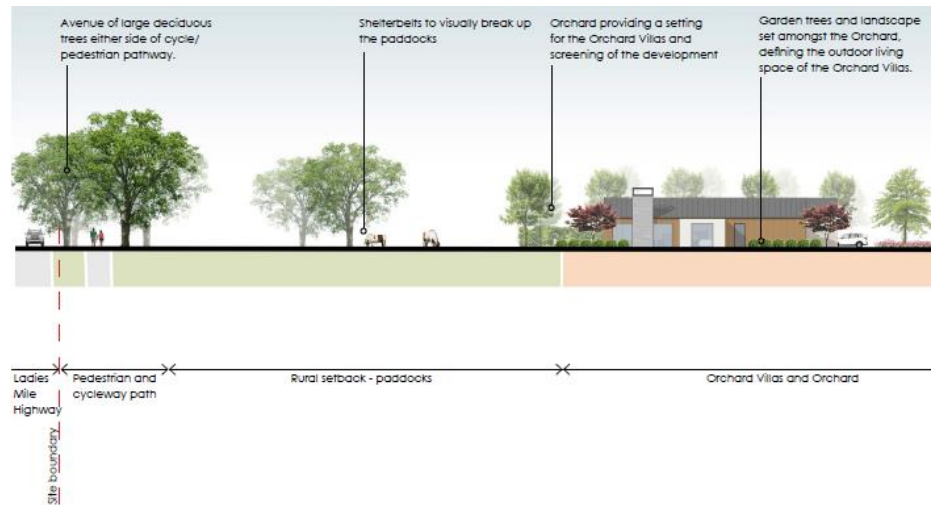 Avenue of large deciduous
trees either side of cycle/
pedestrian pathway.
Shelterbelts to visually break up
the paddocks
Orchard providing a setting
for the Orchard Villas and
screening of the development
Garden trees and landscape
set amongst the Orchard,
defining the outdoor living
space of the Orchard Villas.
Ladies
Mile
Highway
Pedestrian and
cycleway path
Rural setback - paddocks
Orchard Villas and Orchard
Site boundary